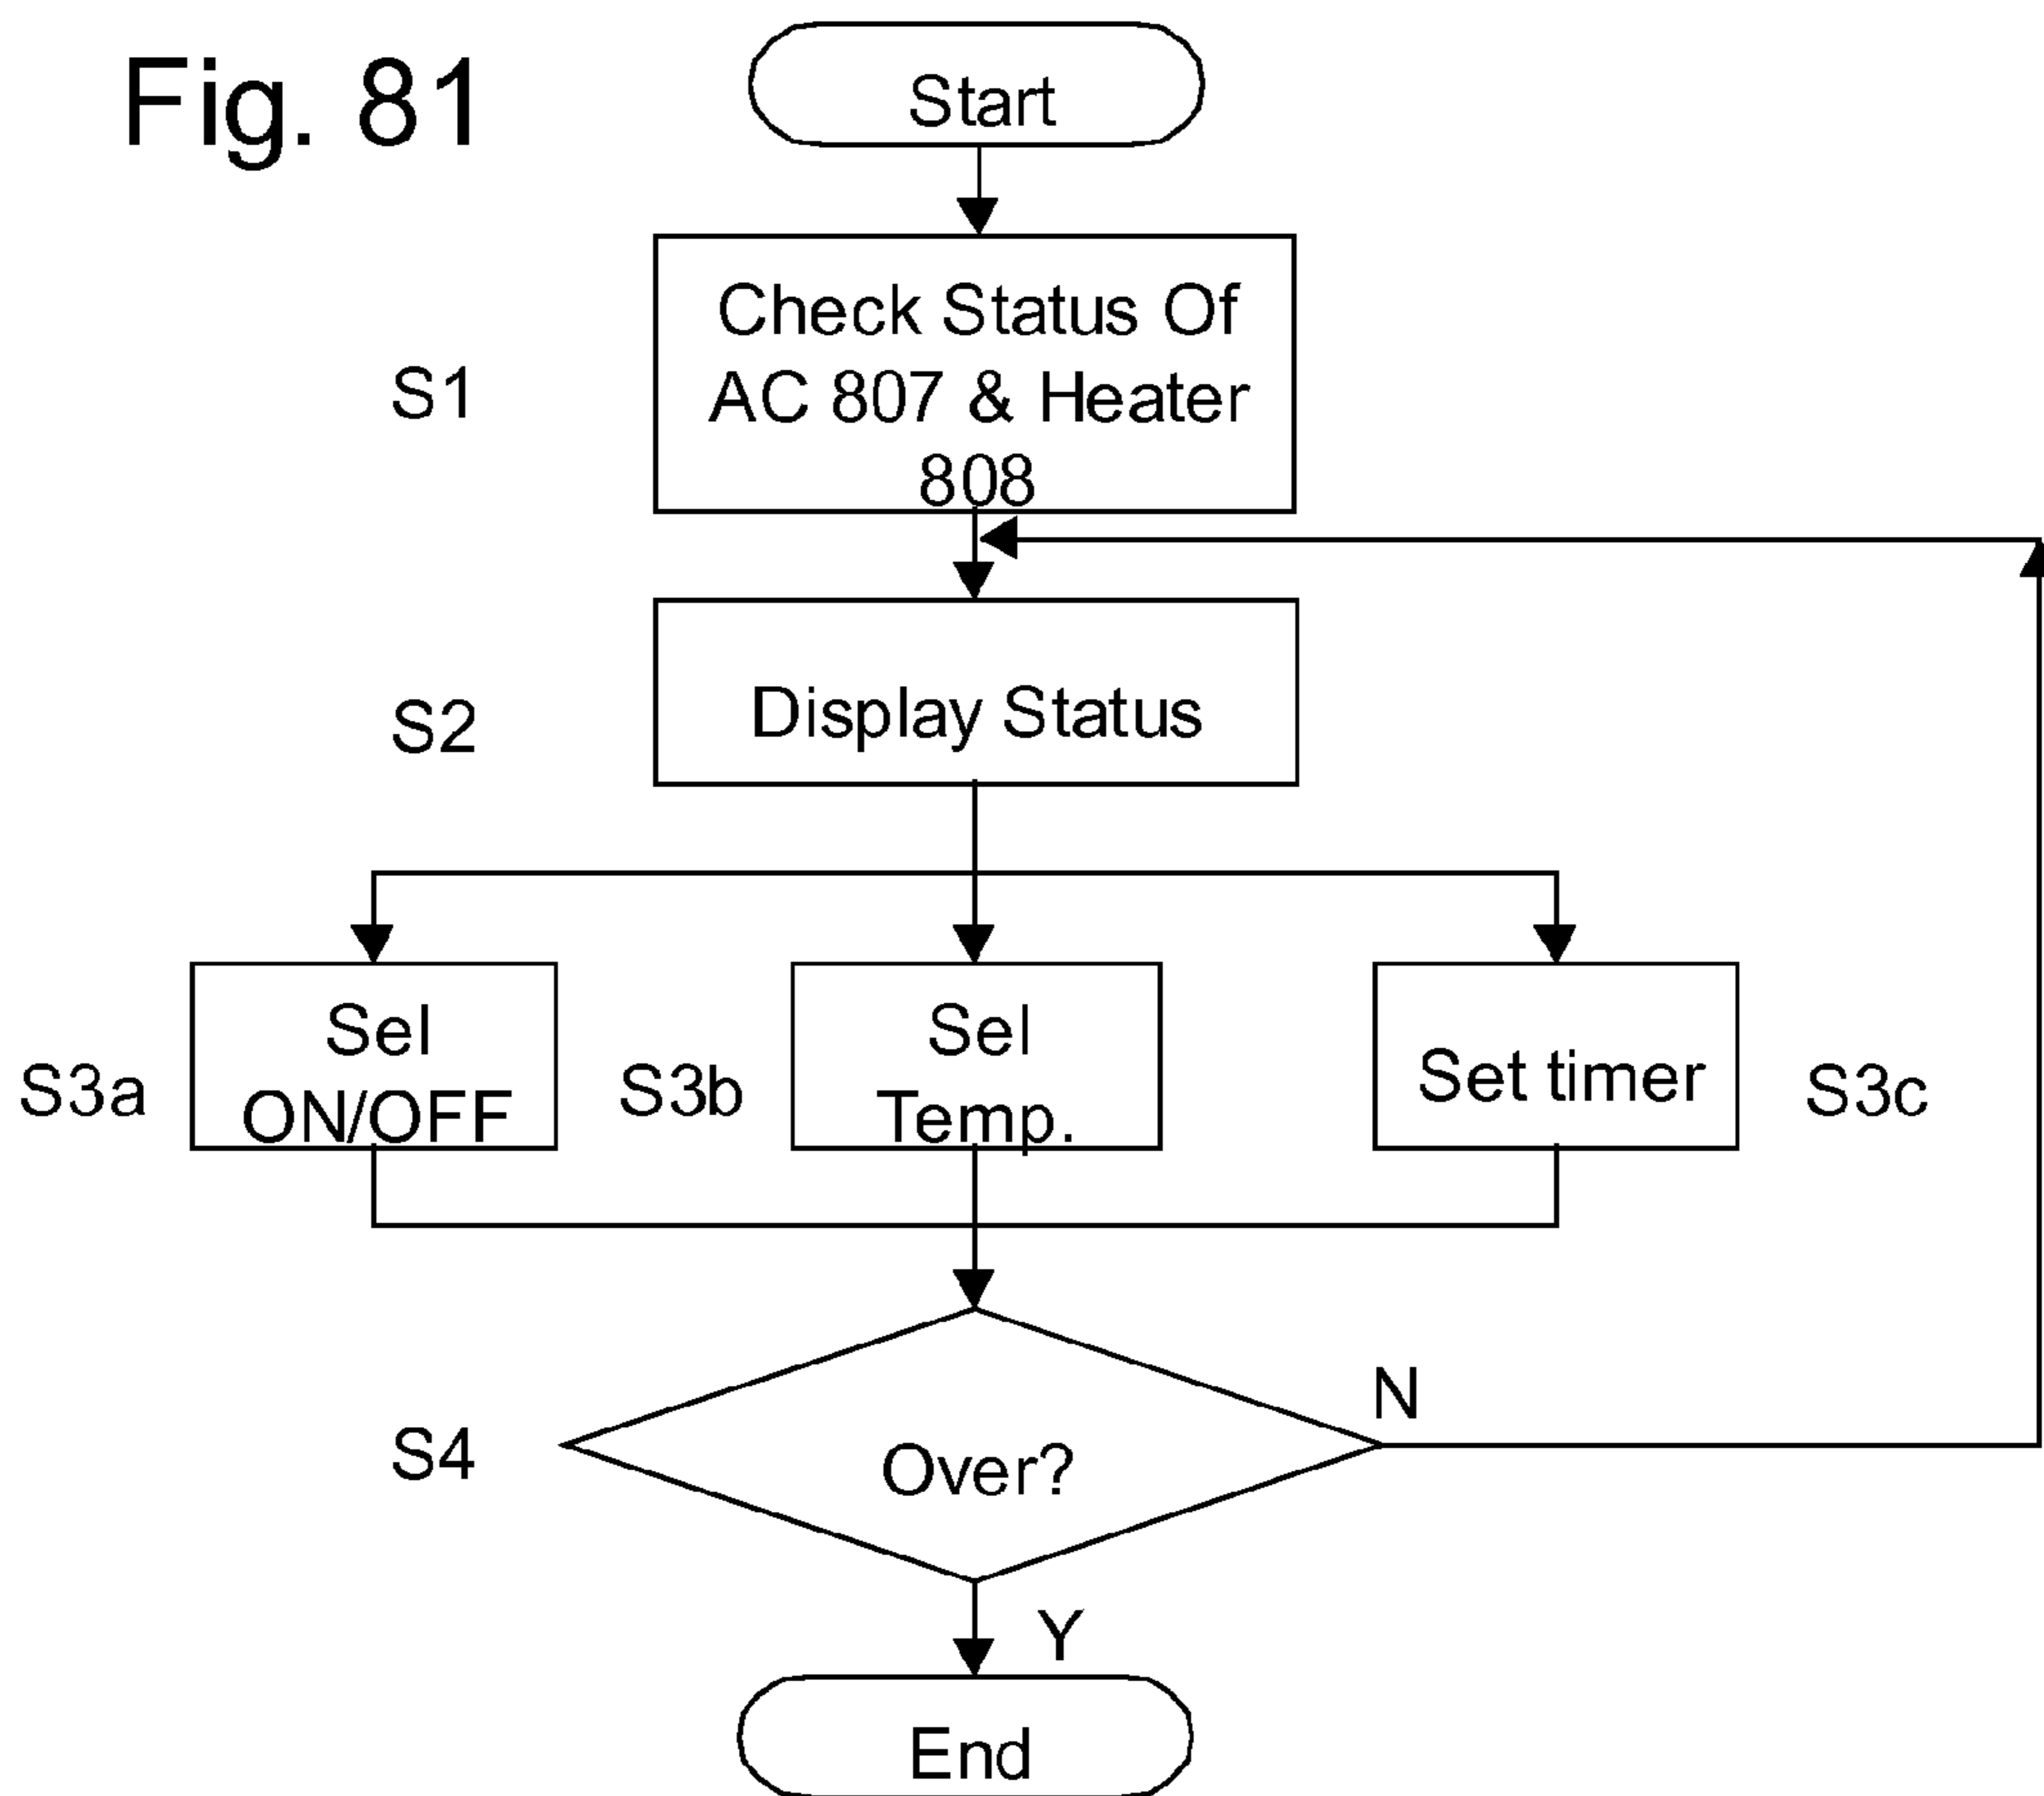 Fig. 81
Start
S1
Check Status Of
AC 807 & Heater
808
S2
Display Status
S3a
Sel
ON/OFF
S3b
Sel
Temp.
Set timer
S3c
S4
Over?
N
Y
End